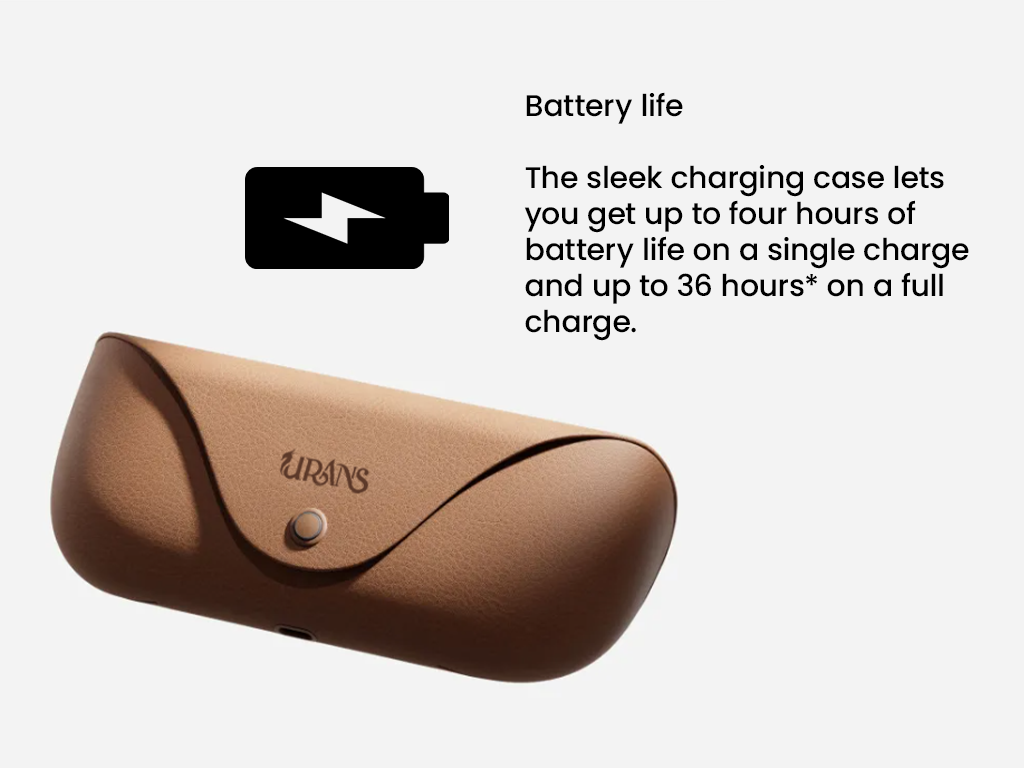 Battery life
The sleek charging case lets
you get up to four hours of
battery life on a single charge
and up to 36 hours* on a full
charge.
URANS